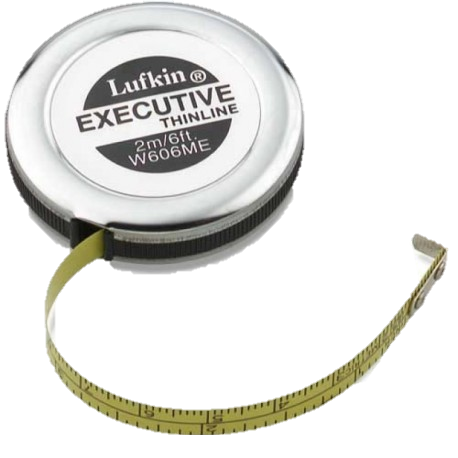 Lufkin®
EXECUTIVE
THINLINE
2m/6ft.
W606ME